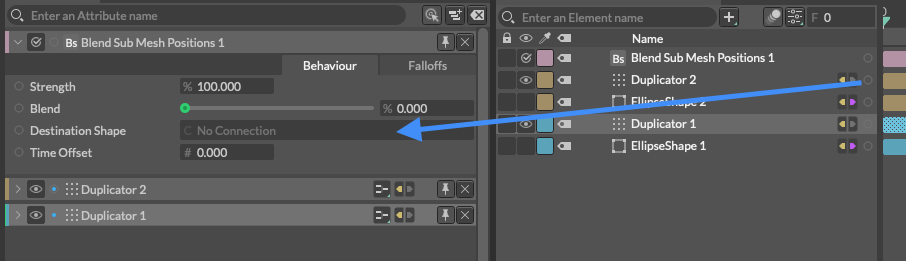 Enter an Attribute name
Bs Blend Sub Mesh Positions 1
Behaviour Falloffs
Strength % 100.000
Blend % 0.000
Destination Shape C No Connection
Time Offset # 0.000
Duplicator 2
Duplicator 1
Enter an Element name F 0
Name
Bs Blend Sub Mesh Positions 1
Duplicator 2
EllipseShape 2
Duplicator 1
EllipseShape 1